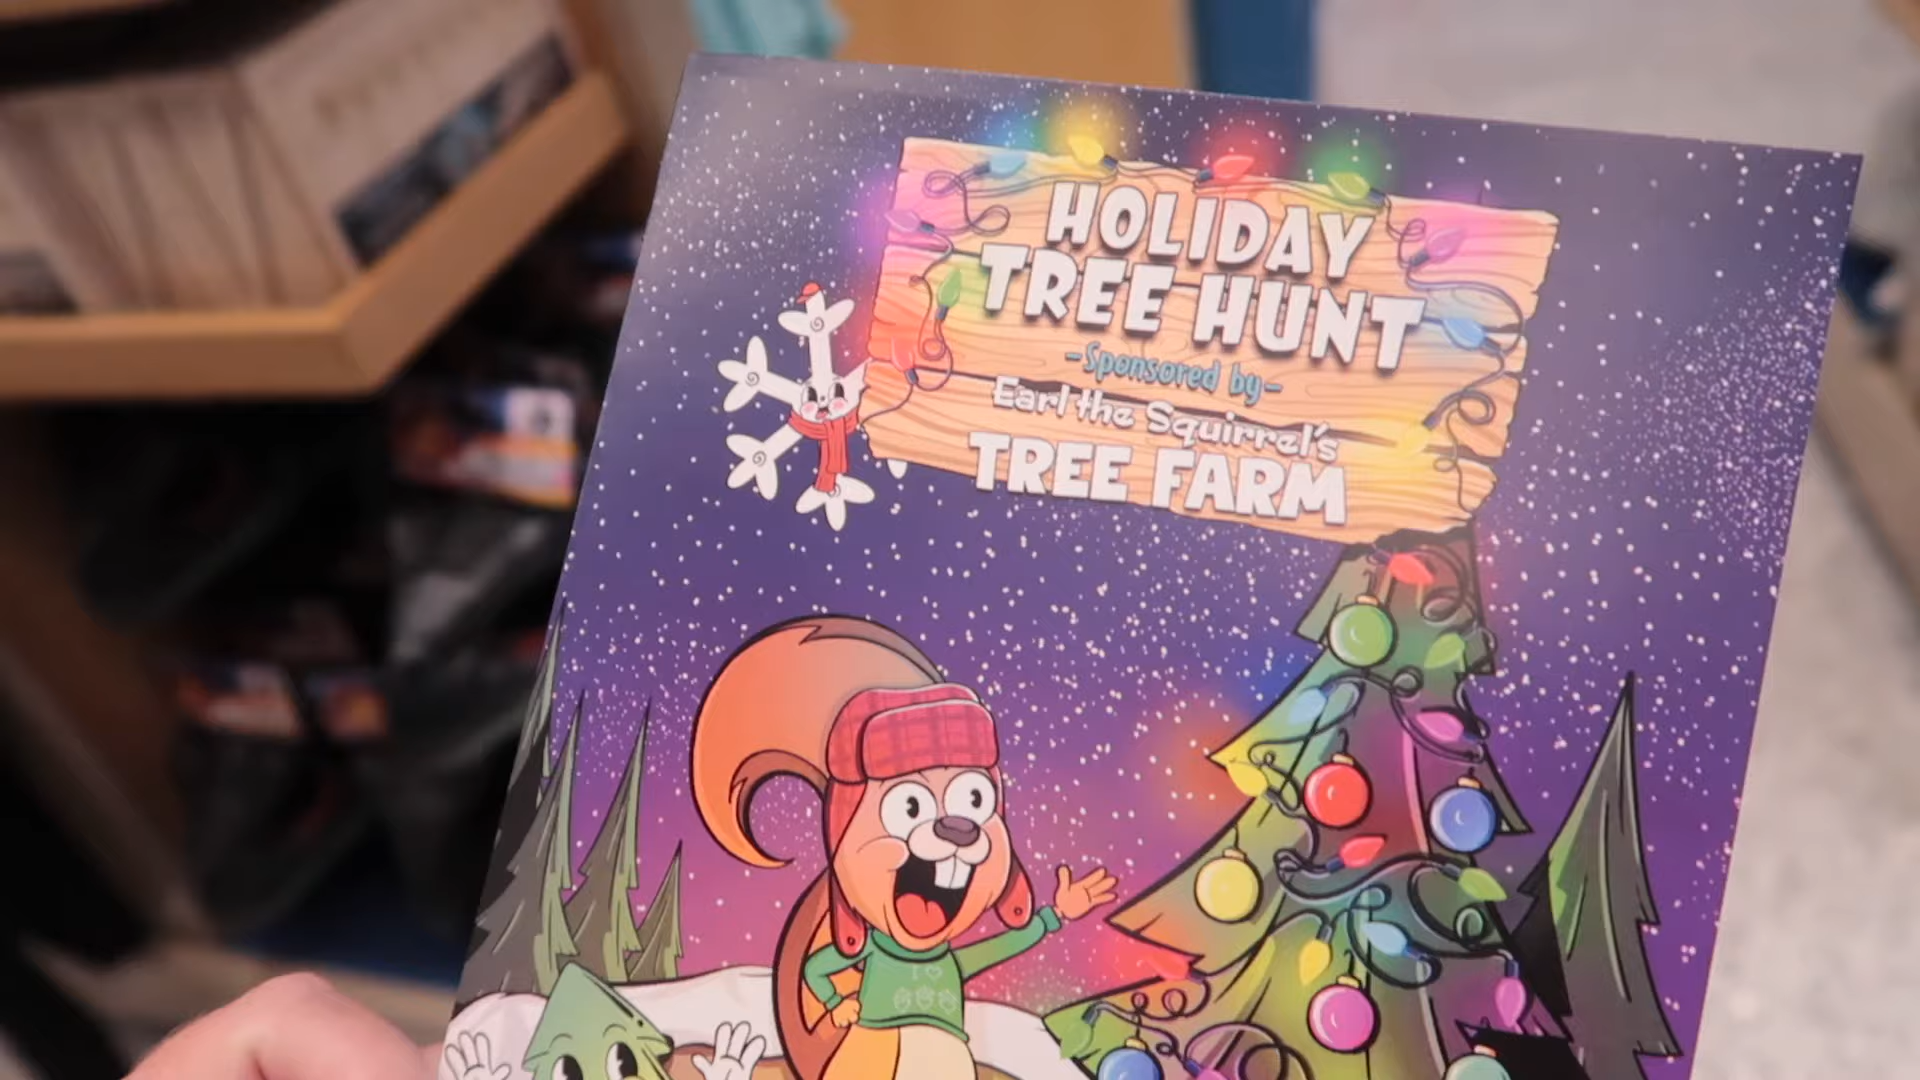 HOLIDAY
TREE HUNT
-Sponsored by-
Earl the Squirrel's
TREE FARM
I ♡